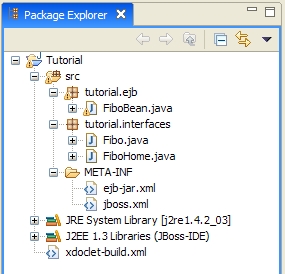 Package Explorer
Tutorial
src
tutorial.ejb
FiboBean.java
tutorial.interfaces
Fibo.java
FiboHome.java
META-INF
ejb-jar.xml
jboss.xml
JRE System Library [j2re1.4.2_03]
J2EE 1.3 Libraries (JBoss-IDE)
xdoclet-build.xml